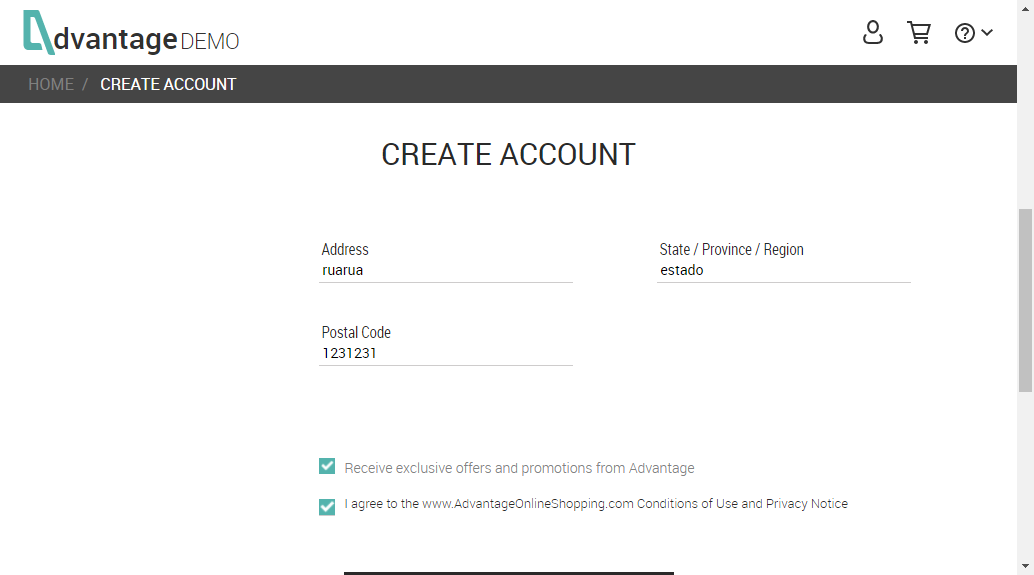 dvantage DEMO
HOME / CREATE ACCOUNT
CREATE ACCOUNT
Address
ruarua
State / Province / Region
estado
Postal Code
1231231
Receive exclusive offers and promotions from Advantage
I agree to the www.AdvantageOnlineShopping.com Conditions of Use and Privacy Notice